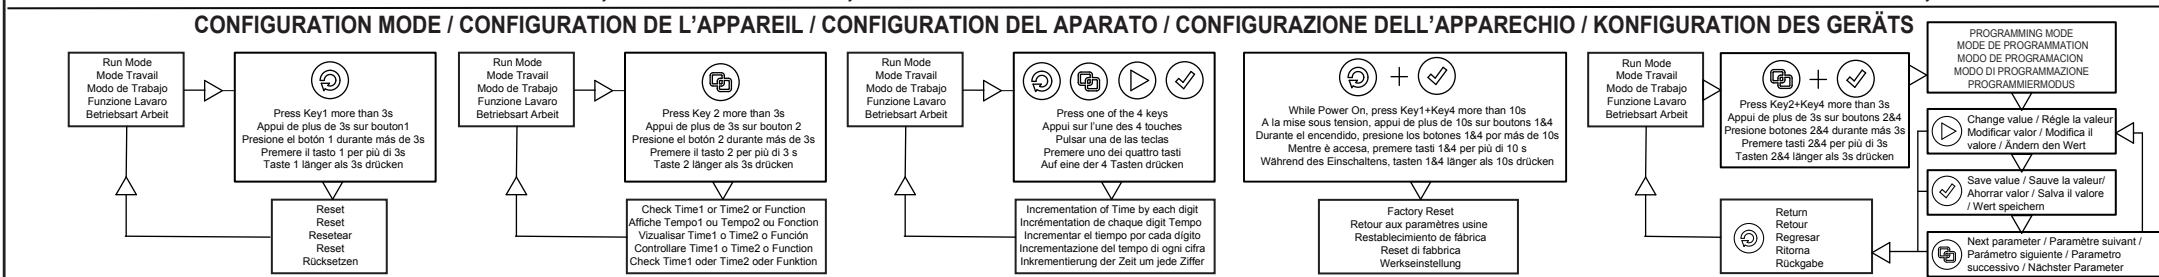 CONFIGURATION MODE / CONFIGURATION DE L'APPAREIL / CONFIGURATION DEL APARATO / CONFIGURAZIONE DELL'APPARECHIO / KONFIGURATION DES GERÄTS
Run Mode
Mode Travail
Modo de Trabajo
Funzione Lavaro
Betriebsart Arbeit
Press Key1 more than 3s
Appui de plus de 3s sur bouton1
Presione el botón 1 durante más de 3s
Premere il tasto 1 per più di 3s
Taste 1 länger als 3s drücken
Reset
Reset
Resetear
Reset
Rücksetzen
Run Mode
Mode Travail
Modo de Trabajo
Funzione Lavaro
Betriebsart Arbeit
Press Key 2 more than 3s
Appui de plus de 3s sur bouton 2
Presione el botón 2 durante más de 3s
Premere il tasto 2 per più di 3 s
Taste 2 länger als 3s drücken
Check Time1 or Time2 or Function
Affiche Tempo1 ou Tempo2 ou Fonction
Vizualisar Time1 o Time2 o Función
Controllare Time1 o Time2 o Function
Check Time1 oder Time2 oder Funktion
Run Mode
Mode Travail
Modo de Trabajo
Funzione Lavaro
Betriebsart Arbeit
Press one of the 4 keys
Appui sur l'une des 4 touches
Pulsar una de las teclas
Premere uno dei quattro tasti
Auf eine der 4 Tasten drücken
Incrementation of Time by each digit
Incrémentation de chaque digit Tempo
Incrementar el tiempo por cada dígito
Incrementazione del tempo di ogni cifra
Inkrementierung der Zeit um jede Ziffer
+
While Power On, press Key1+Key4 more than 10s
A la mise sous tension, appui de plus de 10s sur boutons 1&4
Durante el encendido, presione los botones 1&4 por más de 10s
Mentre è accesa, premere tasti 1&4 per più di 10 s
Während des Einschaltens, tasten 1&4 länger als 10s drücken
Factory Reset
Retour aux paramètres usine
Restablecimiento de fábrica
Reset di fabbrica
Werkseinstellung
Run Mode
Mode Travail
Modo de Trabajo
Funzione Lavaro
Betriebsart Arbeit
+
Press Key2+Key4 more than 3s
Appui de plus de 3s sur boutons 2&4
Presione botones 2&4 durante más 3s
Premere tasti 2&4 per più di 3s
Tasten 2&4 länger als 3s drücken
PROGRAMMING MODE
MODE DE PROGRAMMATION
MODO DE PROGRAMACION
MODO DI PROGRAMMAZIONE
PROGRAMMIERMODUS
Change value / Régle la valeur
Modificar valor / Modifica il
valore / Ändern den Wert
Save value / Sauve la valeur/
Ahorrar valor / Salva il valore
/ Wert speichern
Next parameter / Paramètre suivant /
Parámetro siguiente / Parametro
successivo / Nächster Parameter
Return
Retour
Regresar
Ritorna
Rückgabe